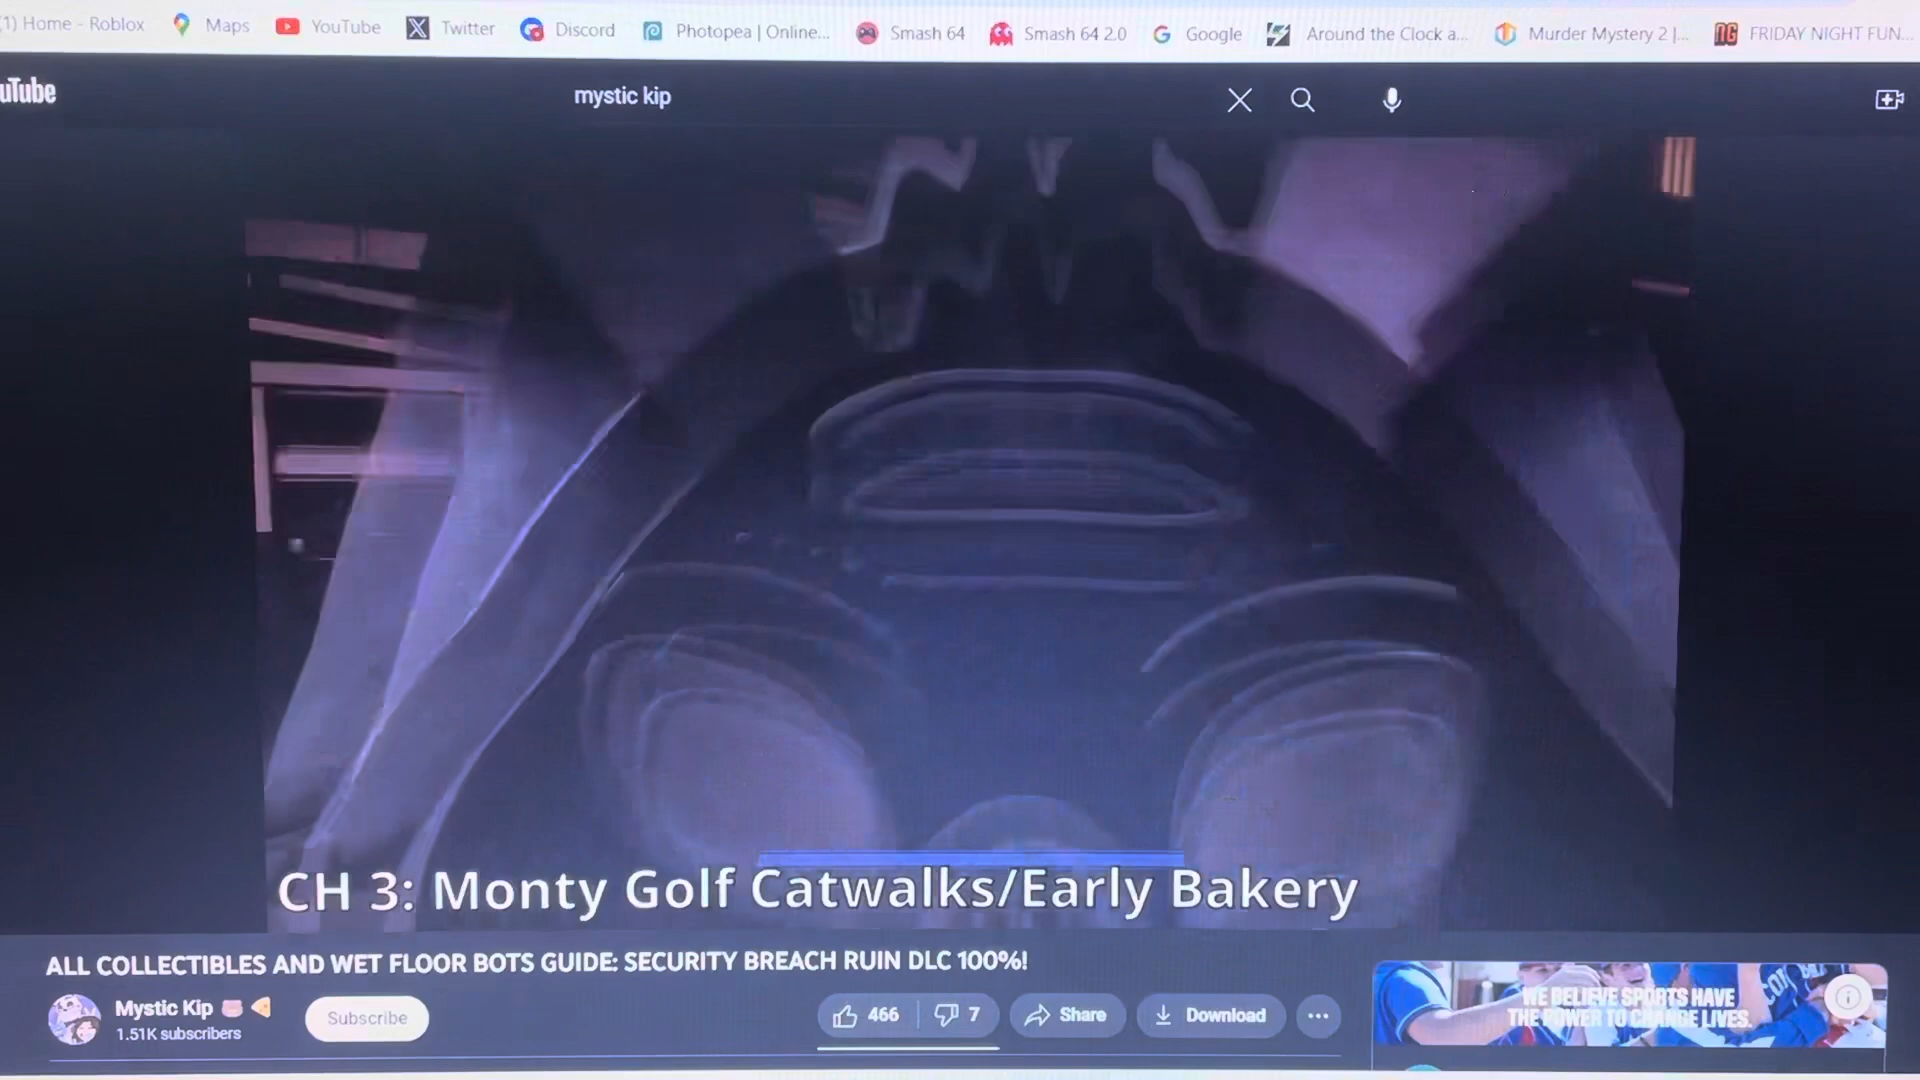 1) Home - Roblox
Maps
YouTube
Twitter
Discord
Photopea | Online...
Smash 64
Smash 64 2.0
Google
Around the Clock a...
Murder Mystery 2 |...
FRIDAY NIGHT FUN...
uTube
mystic kip
CH 3: Monty Golf Catwalks/Early Bakery
ALL COLLECTIBLES AND WET FLOOR BOTS GUIDE: SECURITY BREACH RUIN DLC 100%!
Mystic Kip
1.51K subscribers
Subscribe
466
7
Share
Download
WE BELIEVE SPORTS HAVE
THE POWER TO CHANGE LIVES.